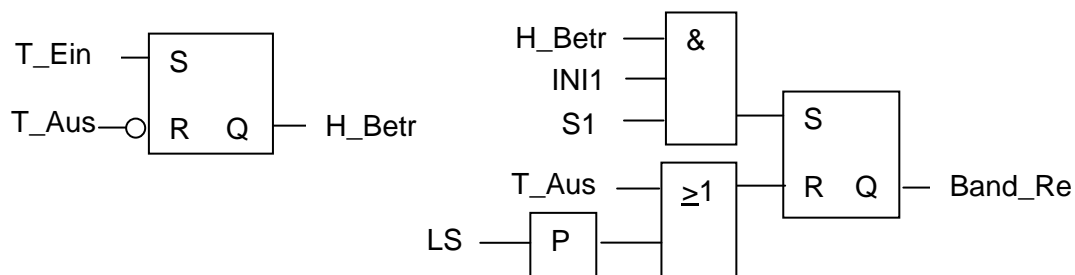 T_Ein
S
T_Aus
R Q
H_Betr
H_Betr
&
INI1
S1
S
T_Aus
≥1
R Q
Band_Re
LS
P